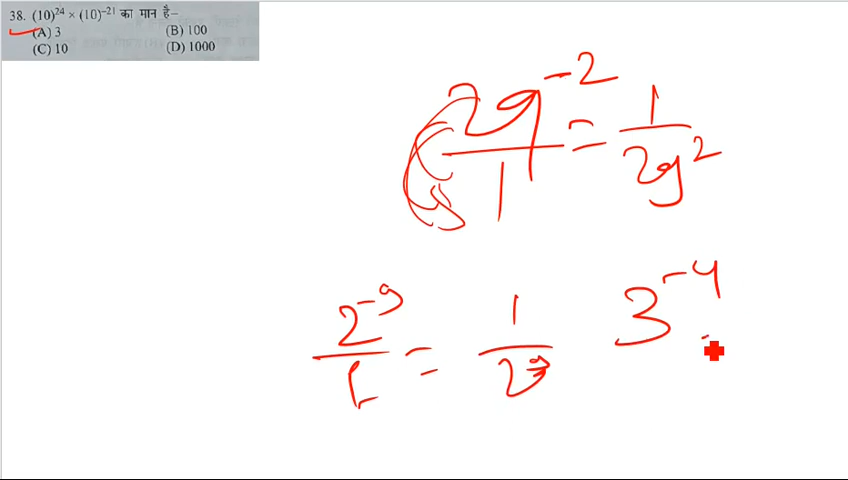 38. (10)²⁴ × (10)⁻²¹ का मान है–
(A) 3 (B) 100
(C) 10 (D) 1000
29⁻² / 1 = 1 / 29²
2⁻⁹ / 1 = 1 / 2⁹
3⁻⁴